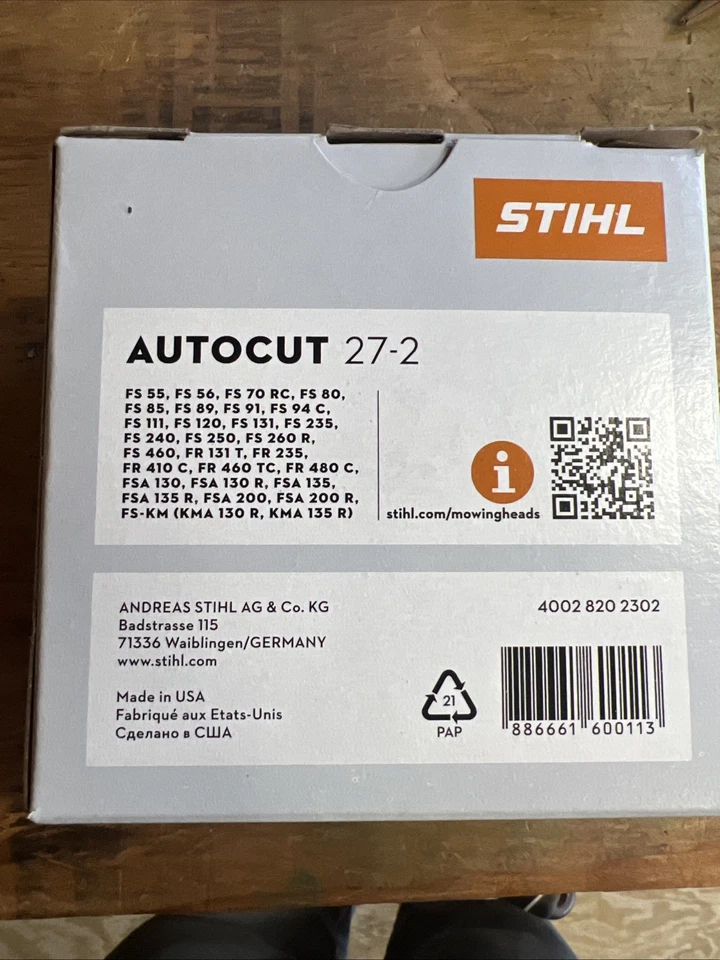 STIHL
AUTOCUT 27-2
FS 55, FS 56, FS 70 RC, FS 80,
FS 85, FS 89, FS 91, FS 94 C,
FS 111, FS 120, FS 131, FS 235,
FS 240, FS 250, FS 260 R,
FS 460, FR 131 T, FR 235,
FR 410 C, FR 460 TC, FR 480 C,
FSA 130, FSA 130 R, FSA 135,
FSA 135 R, FSA 200, FSA 200 R,
FS-KM (KMA 130 R, KMA 135 R)
i
stihl.com/mowingheads
ANDREAS STIHL AG & Co. KG
Badstrasse 115
71336 Waiblingen/GERMANY
www.stihl.com
Made in USA
Fabriqué aux Etats-Unis
Сделано в США
4002 820 2302
21
PAP
886661 600113